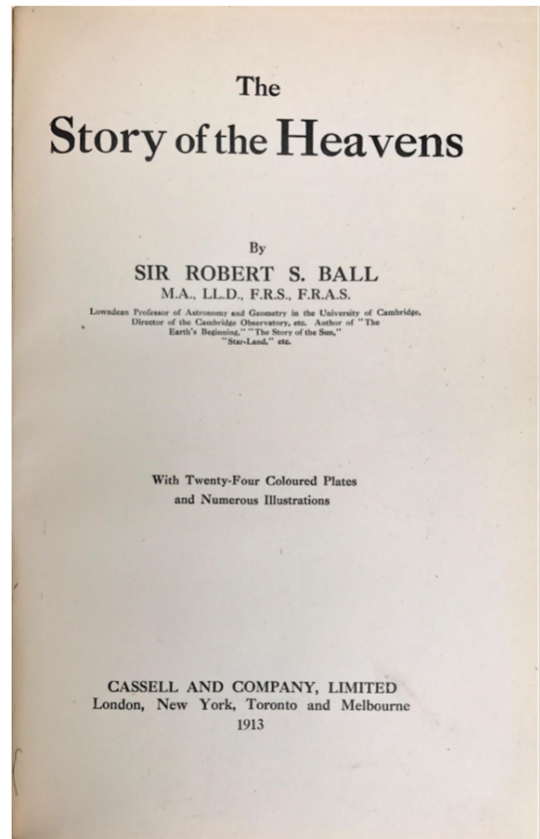 The
Story of the Heavens
By
SIR ROBERT S. BALL
M.A., LL.D., F.R.S., F.R.A.S.
Lowndean Professor of Astronomy and Geometry in the University of Cambridge,
Director of the Cambridge Observatory, etc. Author of "The
Earth's Beginning," "The Story of the Sun,"
"Star-Land," etc.
With Twenty-Four Coloured Plates
and Numerous Illustrations
CASSELL AND COMPANY, LIMITED
London, New York, Toronto and Melbourne
1913